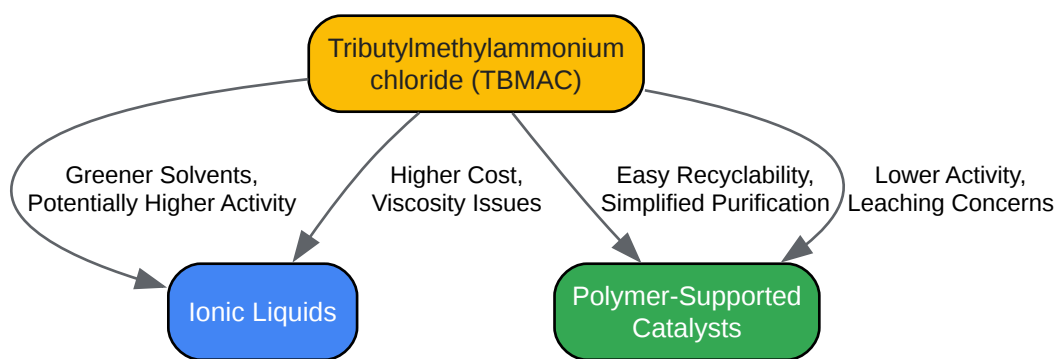 Tributylmethylammonium
chloride (TBMAC)
Greener Solvents,
Potentially Higher Activity
Higher Cost,
Viscosity Issues
Easy Recyclability,
Simplified Purification
Lower Activity,
Leaching Concerns
Ionic Liquids
Polymer-Supported
Catalysts